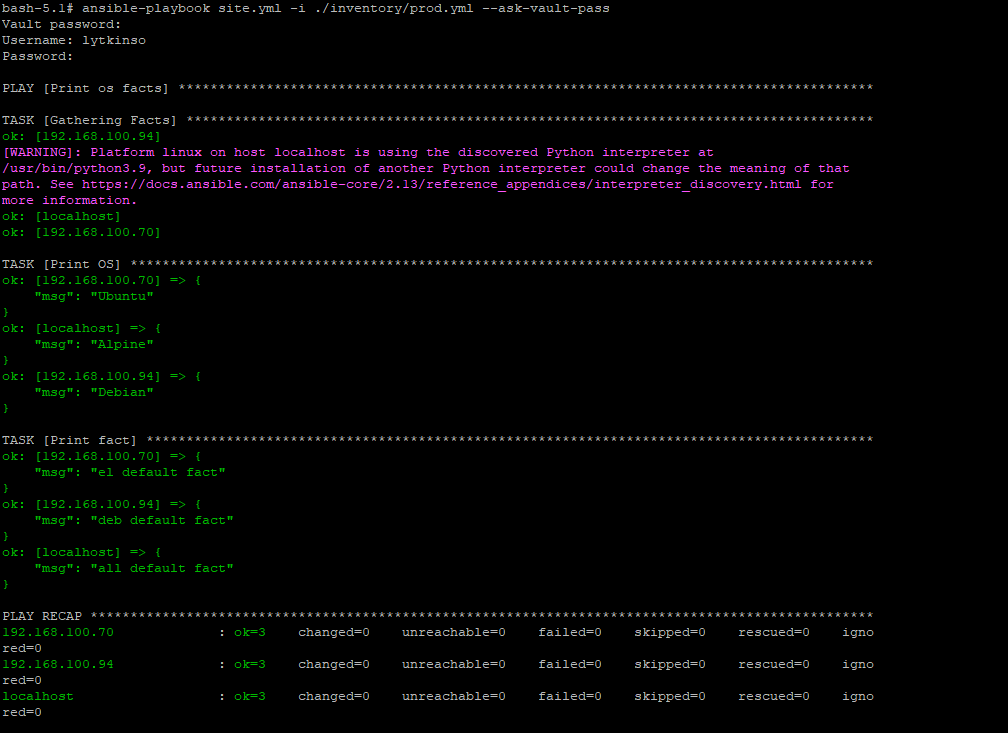 bash-5.1# ansible-playbook site.yml -i ./inventory/prod.yml --ask-vault-pass
Vault password:
Username: lytkinso
Password:
PLAY [Print os facts] ***************************************************************************************
TASK [Gathering Facts] **************************************************************************************
ok: [192.168.100.94]
[WARNING]: Platform linux on host localhost is using the discovered Python interpreter at
/usr/bin/python3.9, but future installation of another Python interpreter could change the meaning of that
path. See https://docs.ansible.com/ansible-core/2.13/reference_appendices/interpreter_discovery.html for
more information.
ok: [localhost]
ok: [192.168.100.70]
TASK [Print OS] *********************************************************************************************
ok: [192.168.100.70] => {
    "msg": "Ubuntu"
}
ok: [localhost] => {
    "msg": "Alpine"
}
ok: [192.168.100.94] => {
    "msg": "Debian"
}
TASK [Print fact] *******************************************************************************************
ok: [192.168.100.70] => {
    "msg": "el default fact"
}
ok: [192.168.100.94] => {
    "msg": "deb default fact"
}
ok: [localhost] => {
    "msg": "all default fact"
}
PLAY RECAP **************************************************************************************************
192.168.100.70             : ok=3    changed=0    unreachable=0    failed=0    skipped=0    rescued=0    igno
red=0
192.168.100.94             : ok=3    changed=0    unreachable=0    failed=0    skipped=0    rescued=0    igno
red=0
localhost                  : ok=3    changed=0    unreachable=0    failed=0    skipped=0    rescued=0    igno
red=0